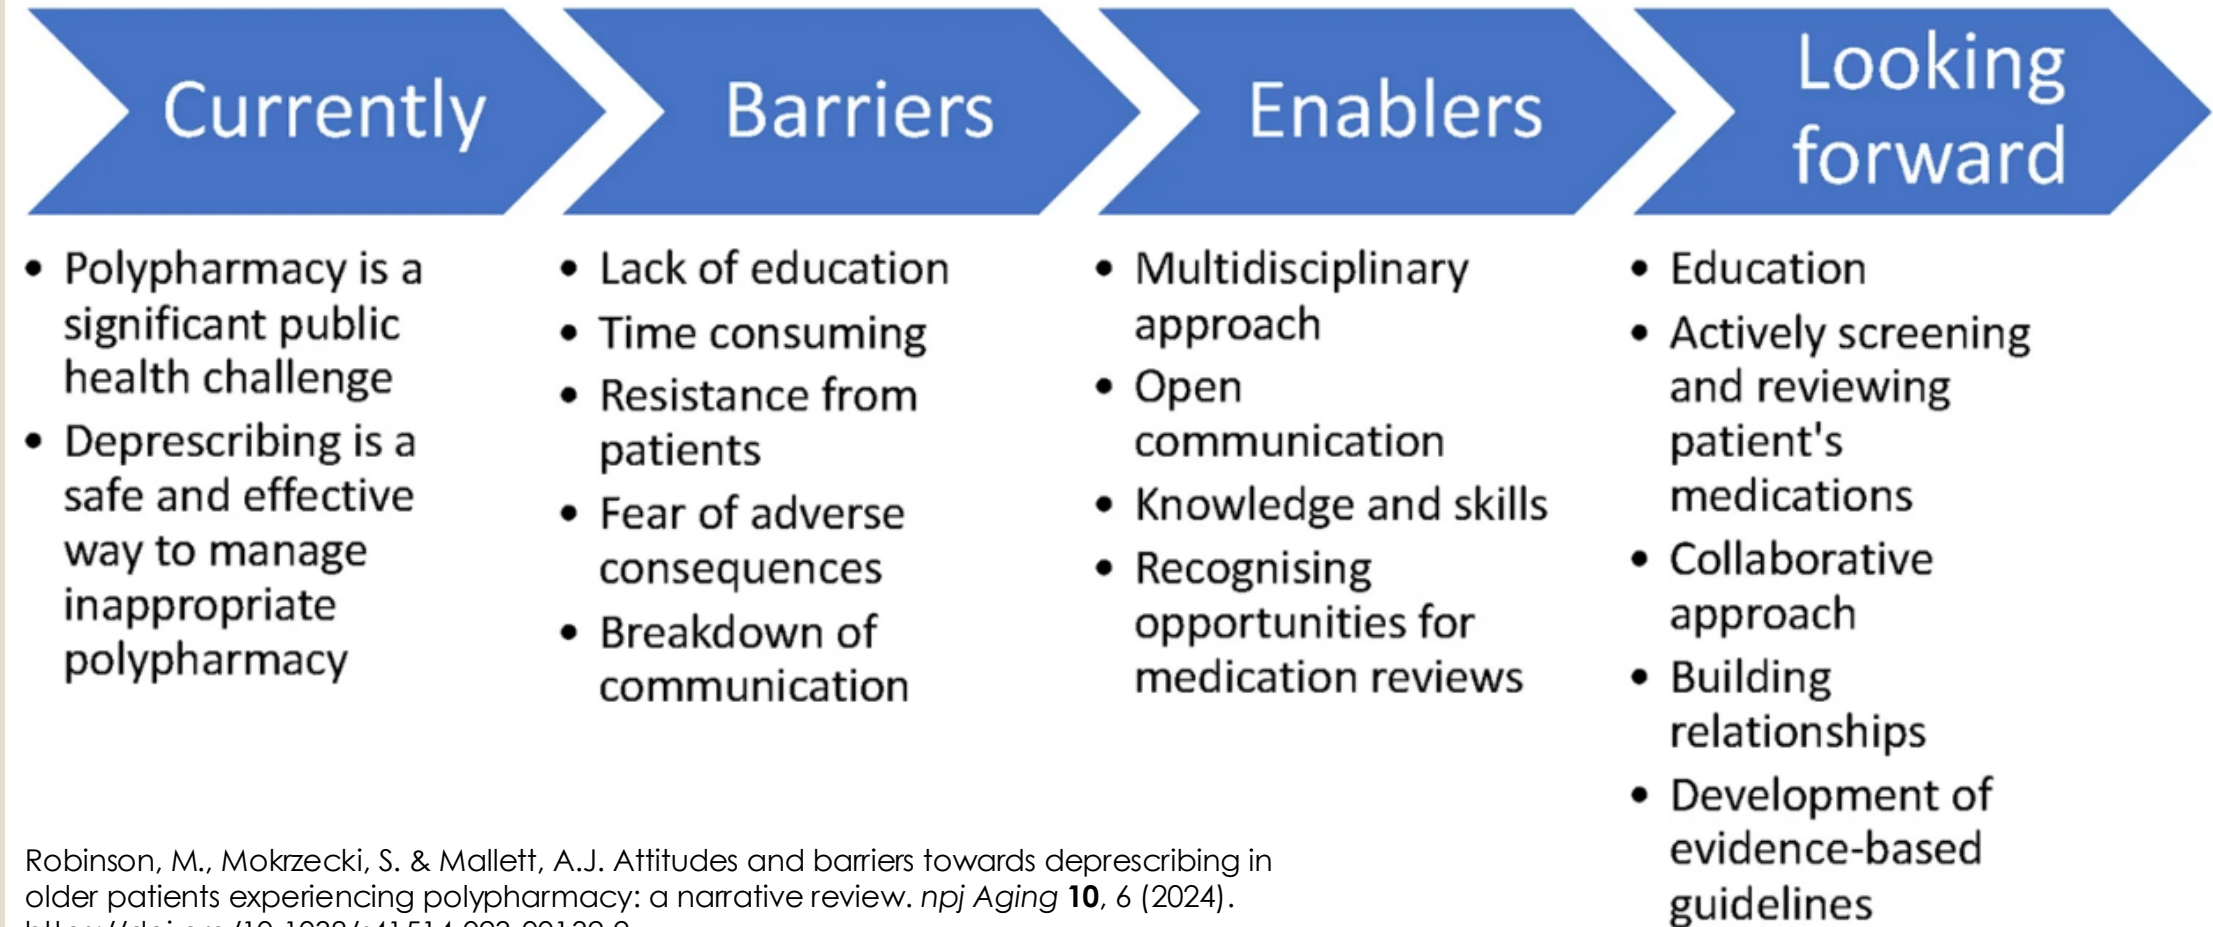 Currently
Barriers
Enablers
Looking
forward
• Polypharmacy is a
significant public
health challenge
• Deprescribing is a
safe and effective
way to manage
inappropriate
polypharmacy
• Lack of education
• Time consuming
• Resistance from
patients
• Fear of adverse
consequences
• Breakdown of
communication
• Multidisciplinary
approach
• Open
communication
• Knowledge and skills
• Recognising
opportunities for
medication reviews
• Education
• Actively screening
and reviewing
patient's
medications
• Collaborative
approach
• Building
relationships
• Development of
evidence-based
guidelines
Robinson, M., Mokrzecki, S. & Mallett, A.J. Attitudes and barriers towards deprescribing in
older patients experiencing polypharmacy: a narrative review. npj Aging 10, 6 (2024).